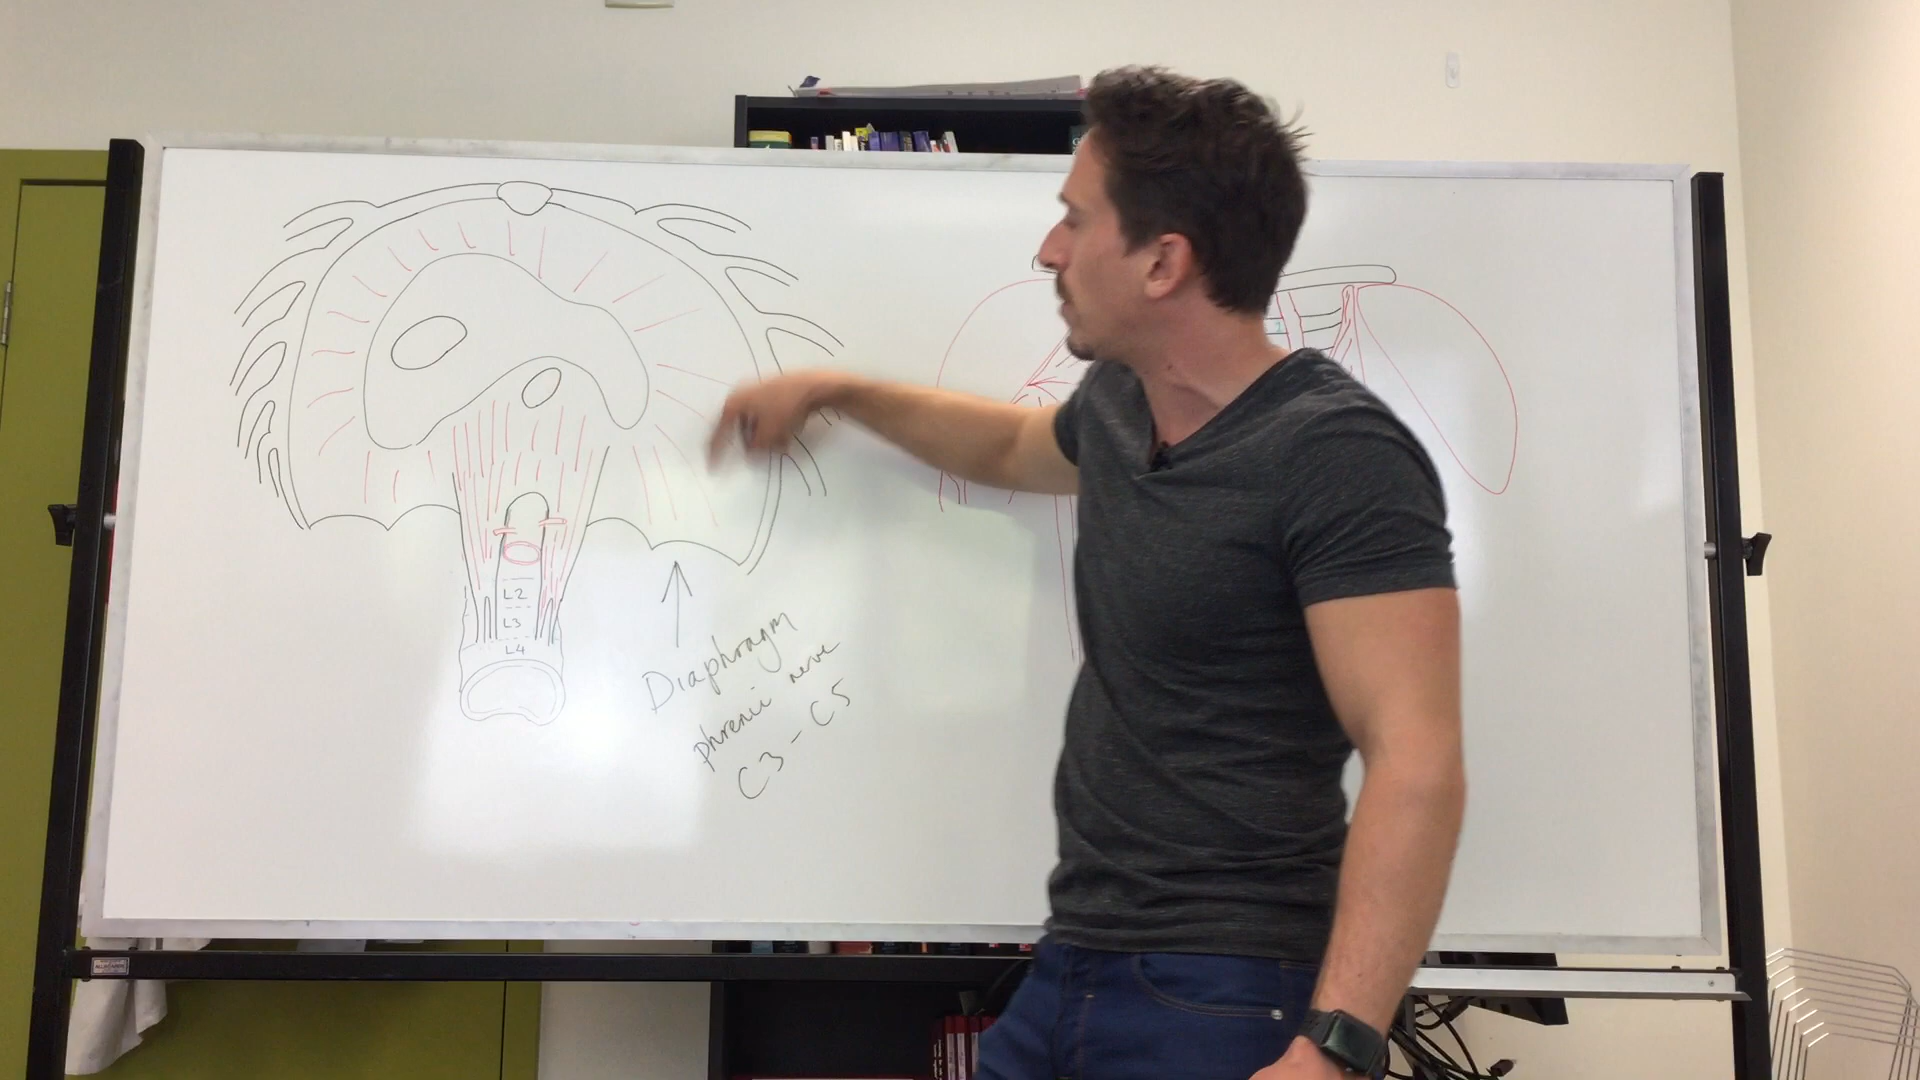 L2
L3
L4
Diaphragm
phrenic nerve
C3 - C5